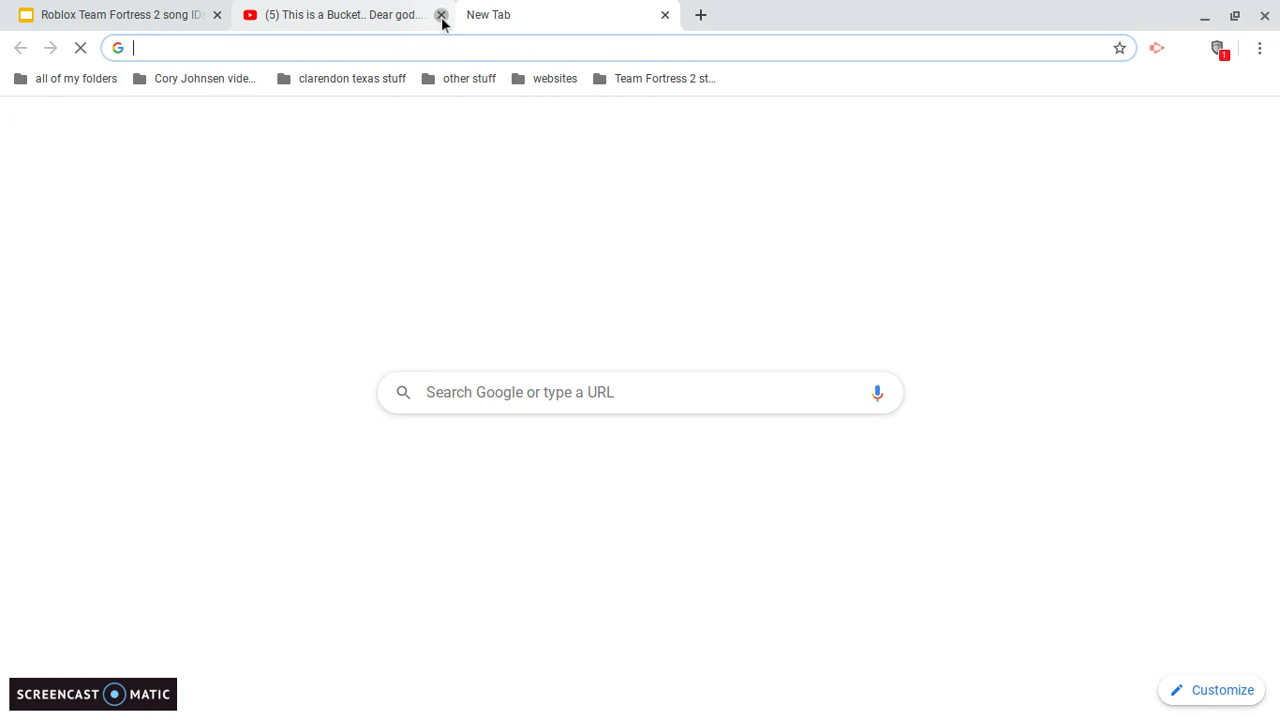 Roblox Team Fortress 2 song IDs
(5) This is a Bucket.. Dear god....
New Tab
all of my folders
Cory Johnsen vide...
clarendon texas stuff
other stuff
websites
Team Fortress 2 st...
1
Search Google or type a URL
SCREENCAST MATIC
Customize